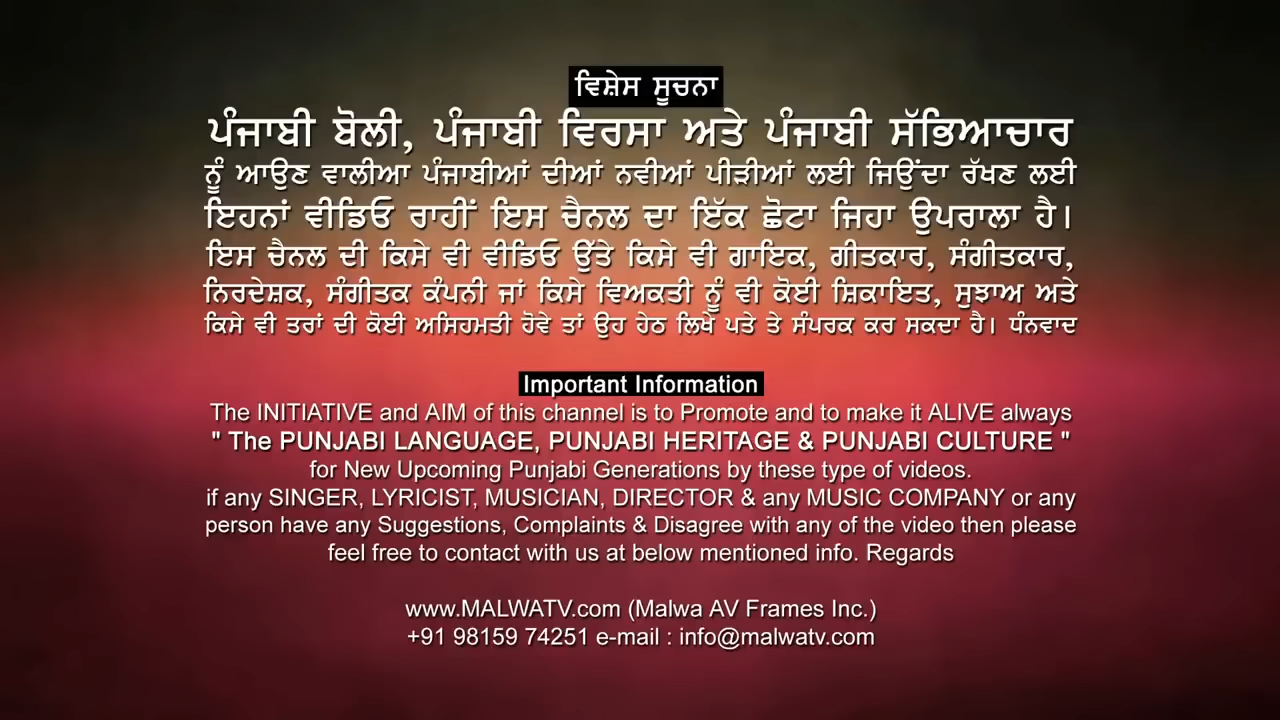 ਵਿਸ਼ੇਸ ਸੂਚਨਾ
ਪੰਜਾਬੀ ਬੋਲੀ, ਪੰਜਾਬੀ ਵਿਰਸਾ ਅਤੇ ਪੰਜਾਬੀ ਸੱਭਿਆਚਾਰ
ਨੂੰ ਆਉਣ ਵਾਲੀਆ ਪੰਜਾਬੀਆਂ ਦੀਆਂ ਨਵੀਆਂ ਪੀੜੀਆਂ ਲਈ ਜਿਉਂਦਾ ਰੱਖਣ ਲਈ
ਇਹਨਾਂ ਵੀਡਿਓ ਰਾਹੀਂ ਇਸ ਚੈਨਲ ਦਾ ਇੱਕ ਛੋਟਾ ਜਿਹਾ ਉਪਰਾਲਾ ਹੈ।
ਇਸ ਚੈਨਲ ਦੀ ਕਿਸੇ ਵੀ ਵੀਡਿਓ ਉੱਤੇ ਕਿਸੇ ਵੀ ਗਾਇਕ, ਗੀਤਕਾਰ, ਸੰਗੀਤਕਾਰ,
ਨਿਰਦੇਸ਼ਕ, ਸੰਗੀਤਕ ਕੰਪਨੀ ਜਾਂ ਕਿਸੇ ਵਿਅਕਤੀ ਨੂੰ ਵੀ ਕੋਈ ਸ਼ਿਕਾਇਤ, ਸੁਝਾਅ ਅਤੇ
ਕਿਸੇ ਵੀ ਤਰਾਂ ਦੀ ਕੋਈ ਅਸਿਹਮਤੀ ਹੋਵੇ ਤਾਂ ਉਹ ਹੇਠ ਲਿਖੇ ਪਤੇ ਤੇ ਸੰਪਰਕ ਕਰ ਸਕਦਾ ਹੈ। ਧੰਨਵਾਦ
Important Information
The INITIATIVE and AIM of this channel is to Promote and to make it ALIVE always
" The PUNJABI LANGUAGE, PUNJABI HERITAGE & PUNJABI CULTURE "
for New Upcoming Punjabi Generations by these type of videos.
if any SINGER, LYRICIST, MUSICIAN, DIRECTOR & any MUSIC COMPANY or any
person have any Suggestions, Complaints & Disagree with any of the video then please
feel free to contact with us at below mentioned info. Regards
www.MALWATV.com (Malwa AV Frames Inc.)
+91 98159 74251 e-mail : info@malwatv.com